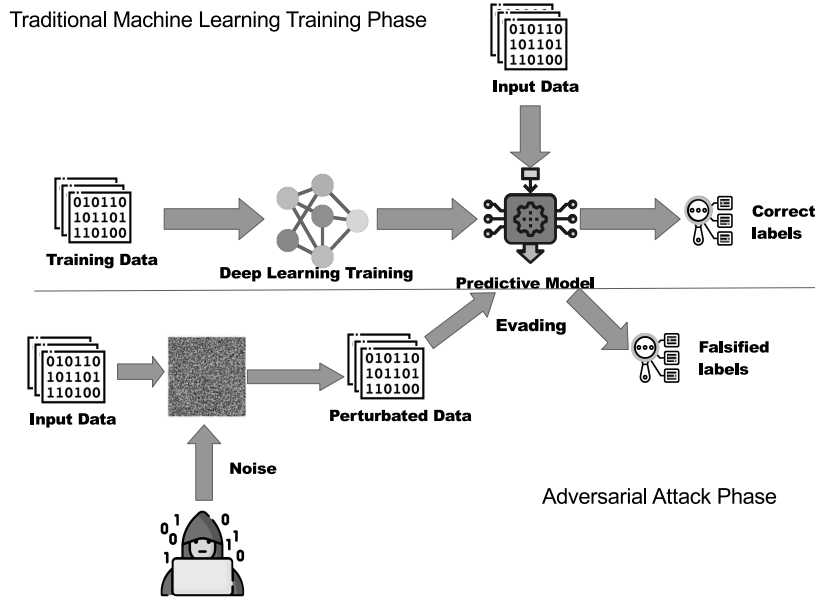 Traditional Machine Learning Training Phase
010110
101101
110100
Input Data
010110
101101
110100
Training Data
Deep Learning Training
Predictive Model
Correct
labels
Evading
010110
101101
110100
Input Data
010110
101101
110100
Perturbated Data
Falsified
labels
Noise
Adversarial Attack Phase
1
0
0
1
0
1
0
1
0